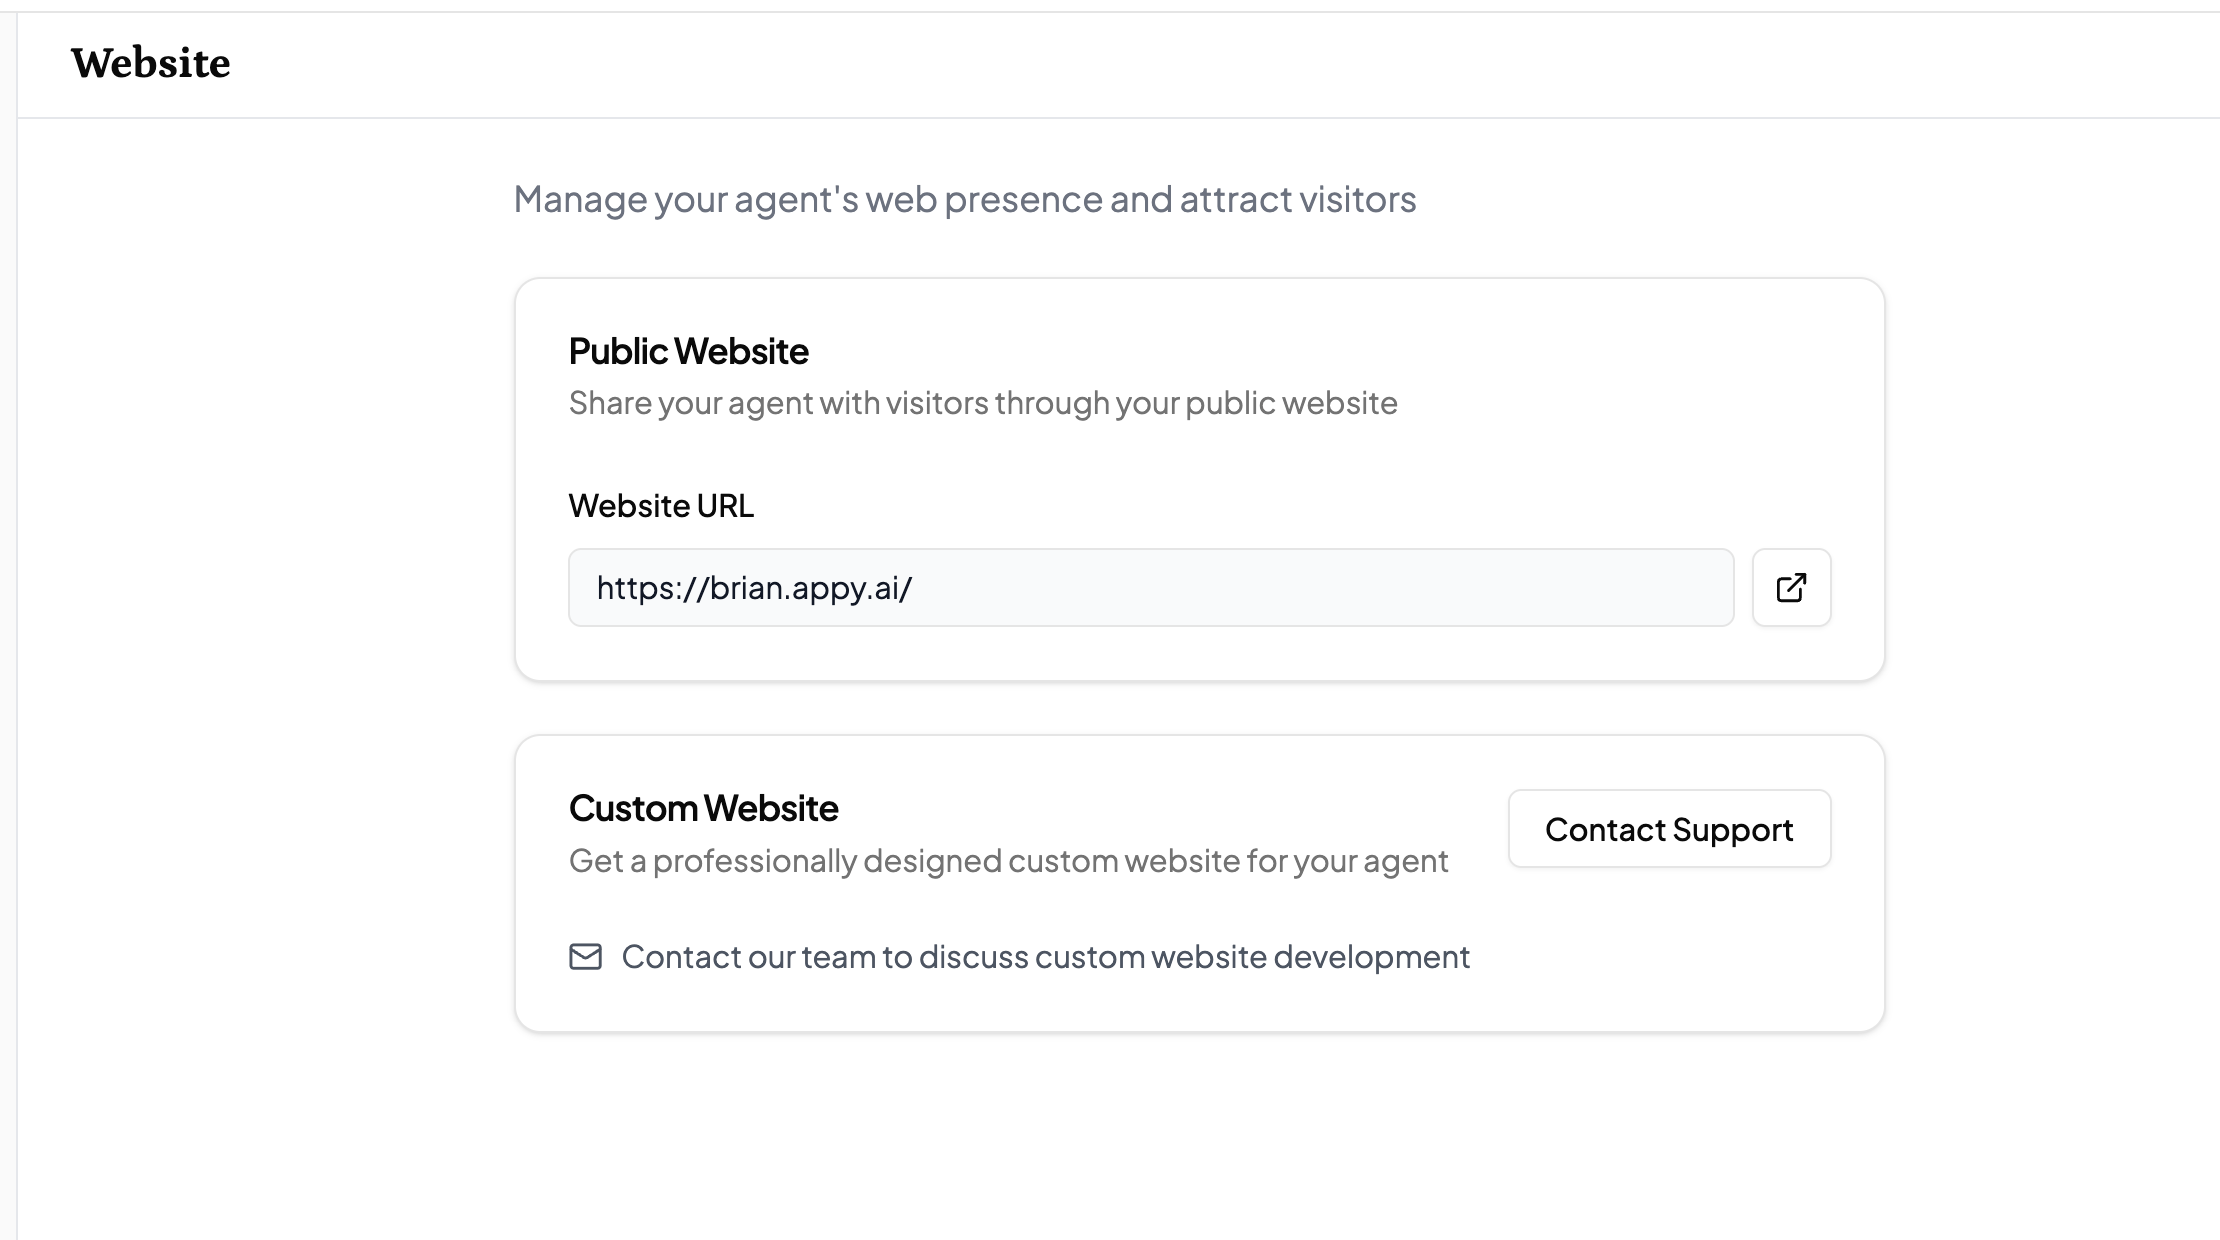 Website
Manage your agent's web presence and attract visitors
Public Website
Share your agent with visitors through your public website
Website URL
https://brian.appy.ai/
Custom Website
Get a professionally designed custom website for your agent
Contact Support
Contact our team to discuss custom website development